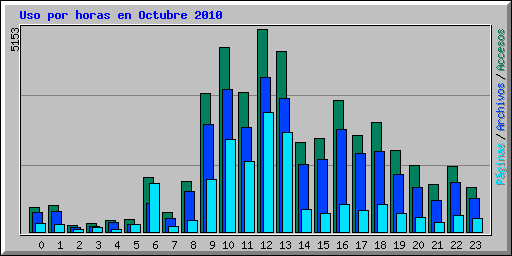 Uso por horas en Octubre 2010
5153
0 1 2 3 4 5 6 7 8 9 10 11 12 13 14 15 16 17 18 19 20 21 22 23
Páginas / Archivos / Accesos